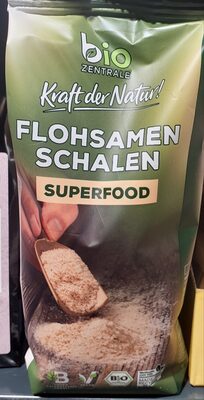 bio
ZENTRALE
Kraft der Natur!
FLOHSAMEN
SCHALEN
SUPERFOOD
BIO